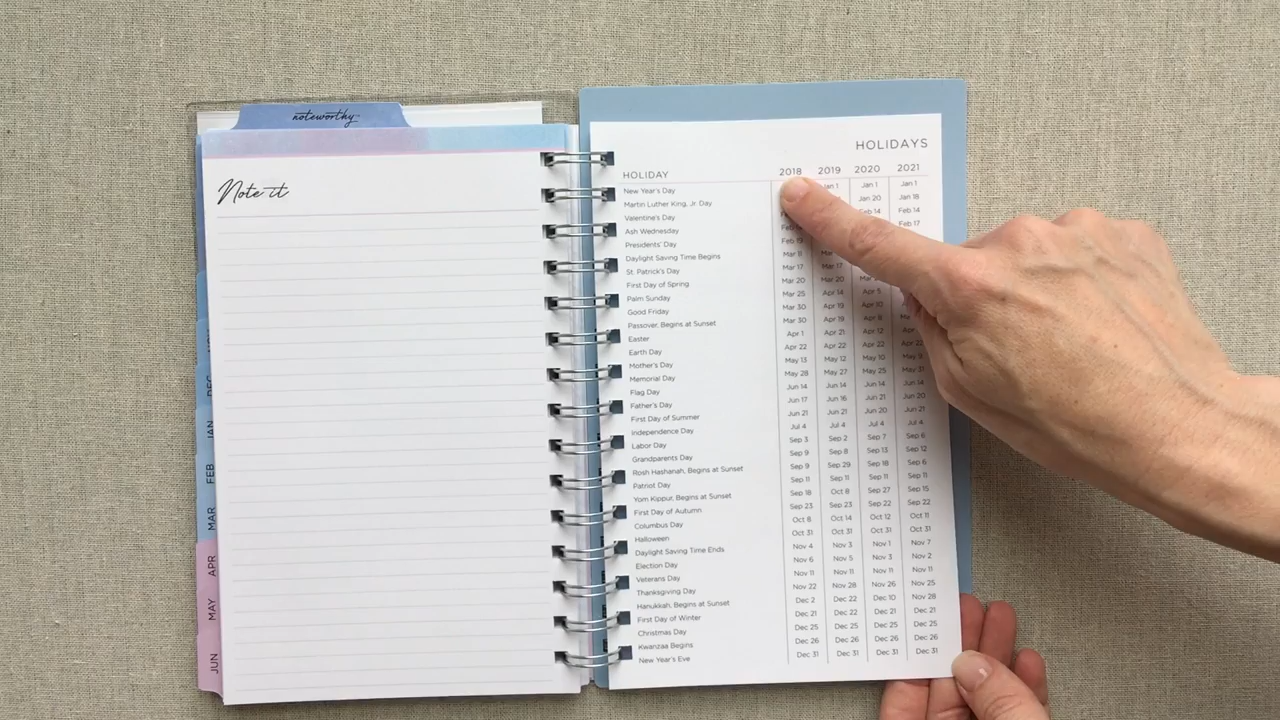 noteworthy
Note it
DEC
JAN
FEB
MAR
APR
MAY
JUN
HOLIDAYS
HOLIDAY 2018 2019 2020 2021
New Year's Day Jan 1 Jan 1 Jan 1
Martin Luther King, Jr. Day Jan 20 Jan 18
Valentine's Day Feb 14 Feb 14
Ash Wednesday Feb 17
Presidents' Day Feb 19
Daylight Saving Time Begins Mar 11
St. Patrick's Day Mar 17 Mar 17
First Day of Spring Mar 20 Mar 20
Palm Sunday Mar 25 Apr 14 Apr 5
Good Friday Mar 30 Apr 19 Apr 10
Passover, Begins at Sunset Mar 30 Apr 19 Apr 8
Easter Apr 1 Apr 21 Apr 12
Earth Day Apr 22 Apr 22 Apr 22 Apr 22
Mother's Day May 13 May 12 May 10 May 9
Memorial Day May 28 May 27 May 25 May 31
Flag Day Jun 14 Jun 14 Jun 14 Jun 14
Father's Day Jun 17 Jun 16 Jun 21 Jun 20
First Day of Summer Jun 21 Jun 21 Jun 20 Jun 21
Independence Day Jul 4 Jul 4 Jul 4 Jul 4
Labor Day Sep 3 Sep 2 Sep 7 Sep 6
Grandparents Day Sep 9 Sep 8 Sep 13 Sep 12
Rosh Hashanah, Begins at Sunset Sep 9 Sep 29 Sep 18 Sep 6
Patriot Day Sep 11 Sep 11 Sep 11 Sep 11
Yom Kippur, Begins at Sunset Sep 18 Oct 8 Sep 27 Sep 15
First Day of Autumn Sep 23 Sep 23 Sep 22 Sep 22
Columbus Day Oct 8 Oct 14 Oct 12 Oct 11
Halloween Oct 31 Oct 31 Oct 31 Oct 31
Daylight Saving Time Ends Nov 4 Nov 3 Nov 1 Nov 7
Election Day Nov 6 Nov 5 Nov 3 Nov 2
Veterans Day Nov 11 Nov 11 Nov 11 Nov 11
Thanksgiving Day Nov 22 Nov 28 Nov 26 Nov 25
Hanukkah, Begins at Sunset Dec 2 Dec 22 Dec 10 Nov 28
First Day of Winter Dec 21 Dec 22 Dec 21 Dec 21
Christmas Day Dec 25 Dec 25 Dec 25 Dec 25
Kwanzaa Begins Dec 26 Dec 26 Dec 26 Dec 26
New Year's Eve Dec 31 Dec 31 Dec 31 Dec 31